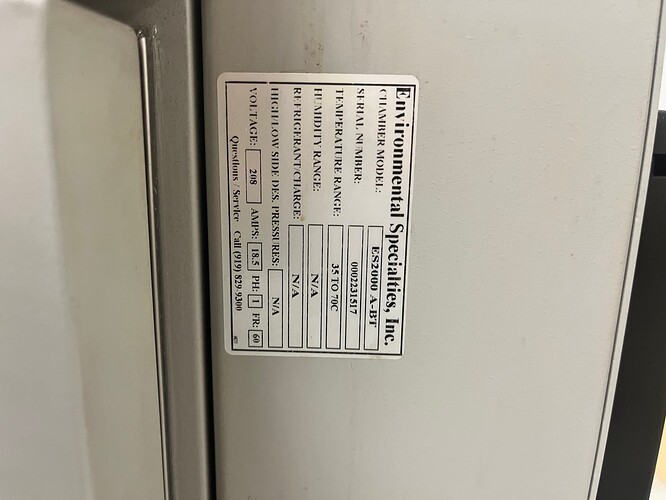 Environmental Specialties, Inc.
CHAMBER MODEL: ES2000 A-BT
SERIAL NUMBER: 0002231517
TEMPERATURE RANGE: 35 TO 70C
HUMIDITY RANGE: N/A
REFRIGERANT/CHARGE: N/A
HIGH/LOW SIDE DES. PRESSURES: N/A
VOLTAGE: 208 AMPS: 18.5 PH: 1 FR: 60
Questions / Service Call (919) 829-9300